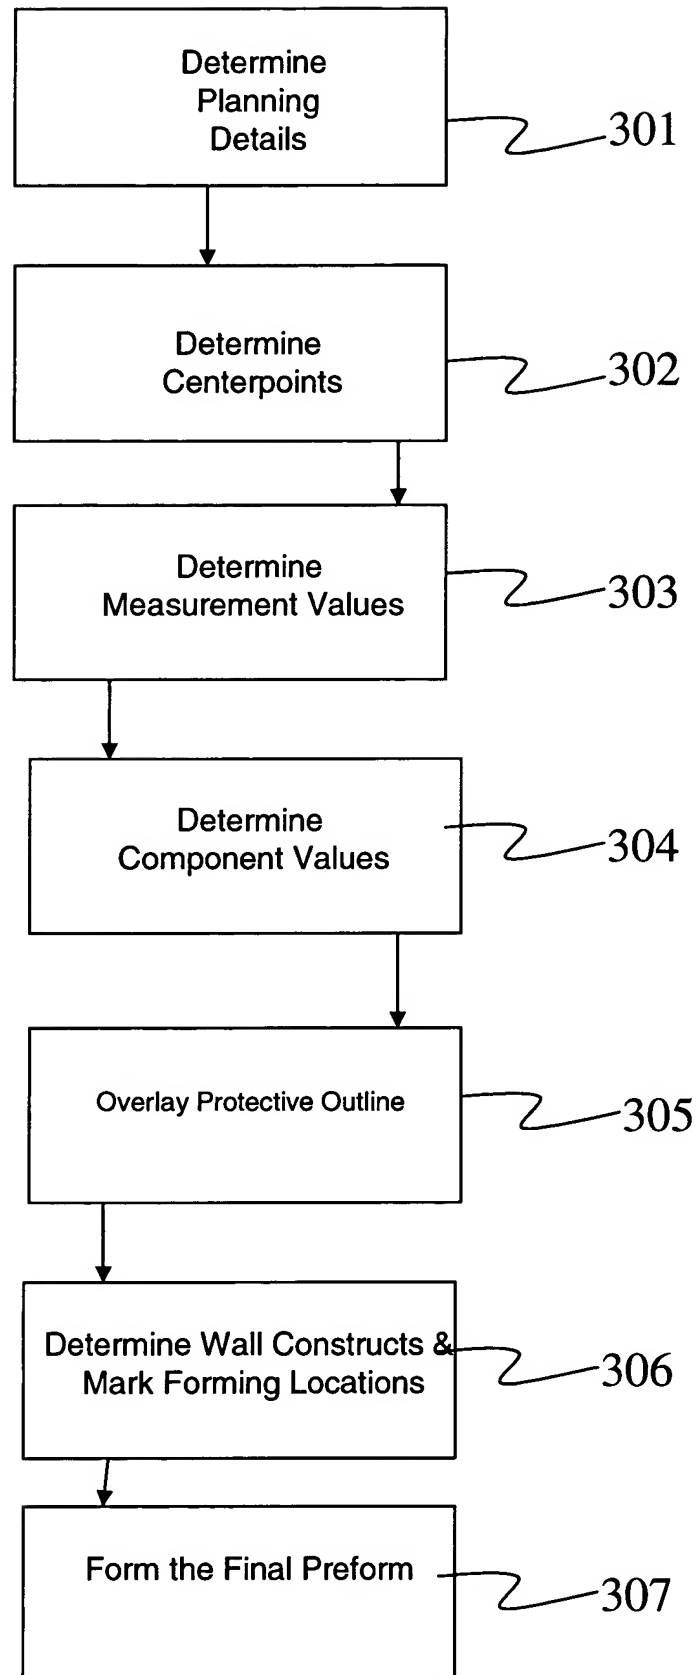 Determine
Planning
Details
301
Determine
Centerpoints
302
Determine
Measurement Values
303
Determine
Component Values
304
Overlay Protective Outline
305
Determine Wall Constructs &
Mark Forming Locations
306
Form the Final Preform
307